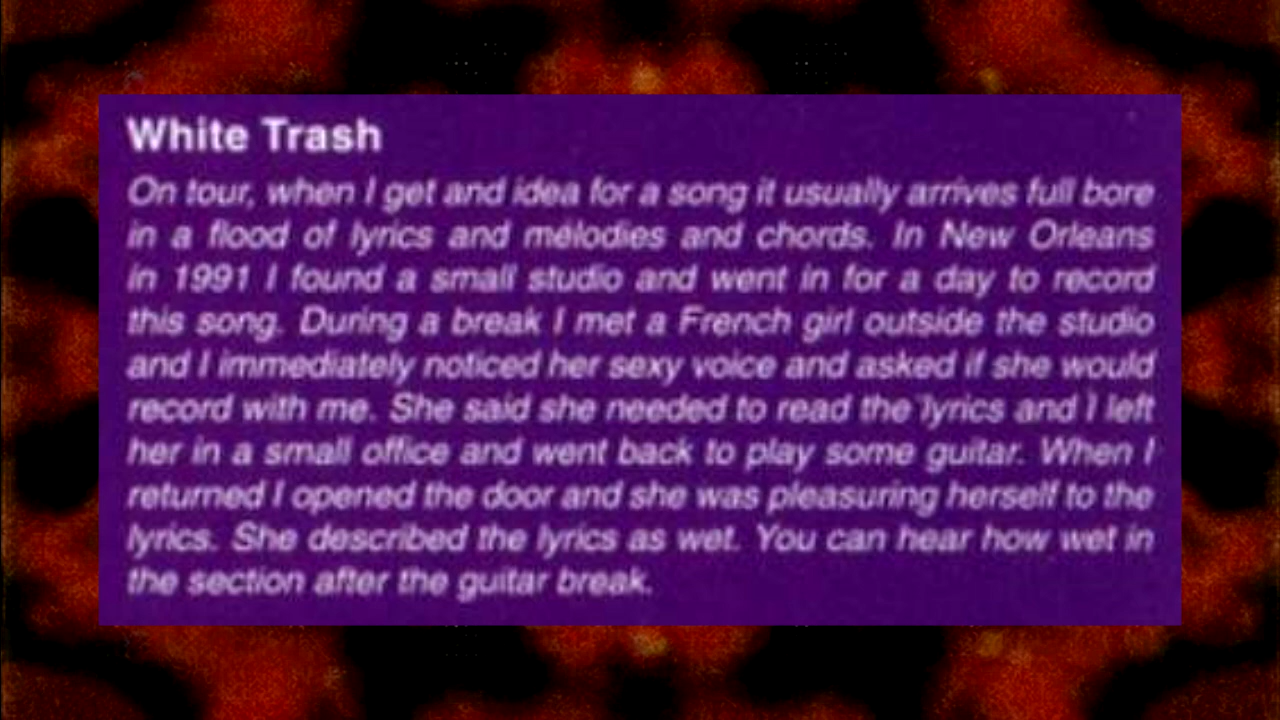 White Trash
On tour, when I get and idea for a song it usually arrives full bore
in a flood of lyrics and melodies and chords. In New Orleans
in 1991 I found a small studio and went in for a day to record
this song. During a break I met a French girl outside the studio
and I immediately noticed her sexy voice and asked if she would
record with me. She said she needed to read the lyrics and I left
her in a small office and went back to play some guitar. When I
returned I opened the door and she was pleasuring herself to the
lyrics. She described the lyrics as wet. You can hear how wet in
the section after the guitar break.